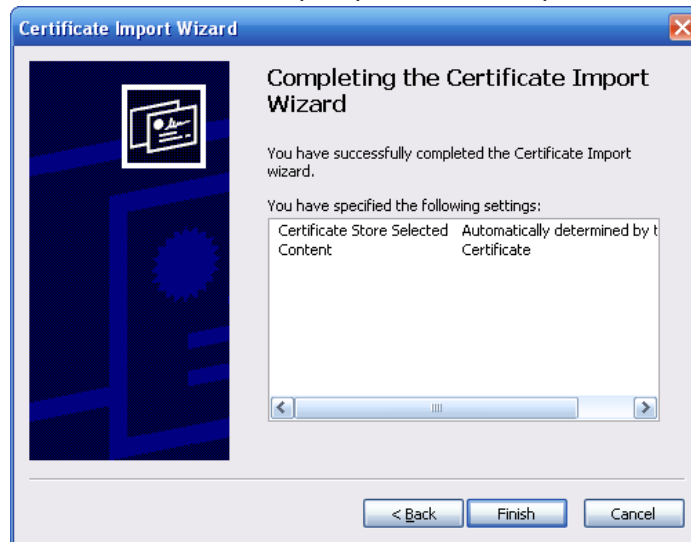 Certificate Import Wizard
Completing the Certificate Import
Wizard
You have successfully completed the Certificate Import
wizard.
You have specified the following settings:
Certificate Store Selected Automatically determined by t
Content Certificate
< Back Finish Cancel